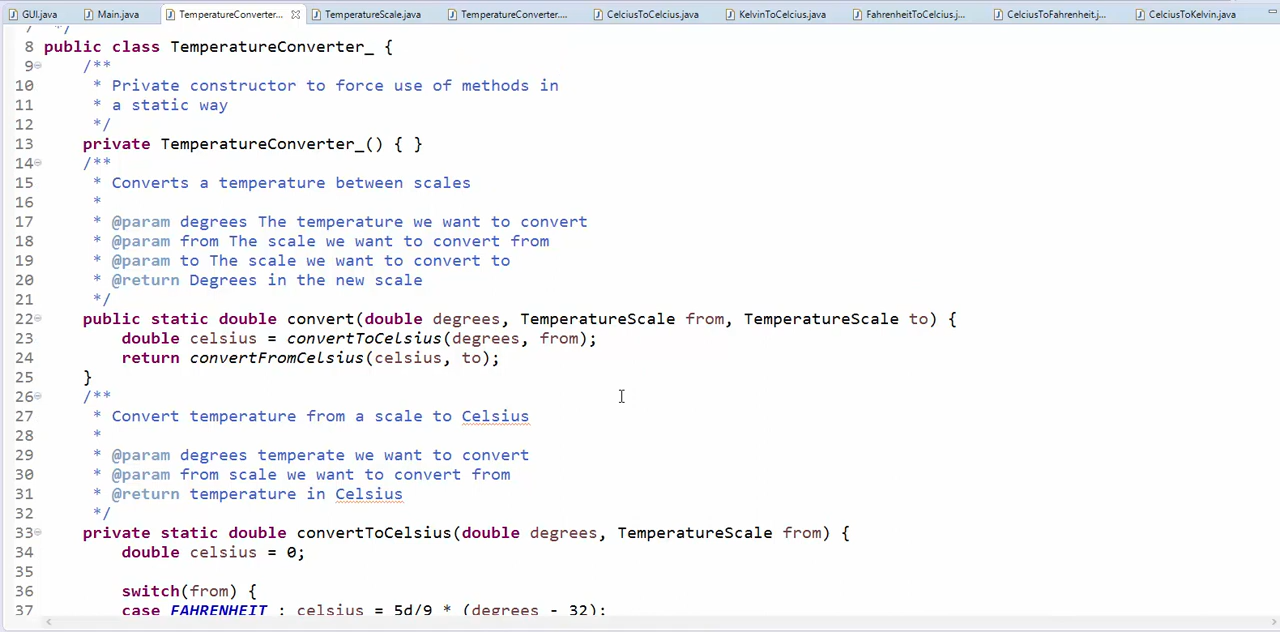 GUI.java Main.java TemperatureConverter... TemperatureScale.java TemperatureConverter.... CelciusToCelcius.java KelvinToCelcius.java FahrenheitToCelcius.j... CelciusToFahrenheit.j... CelciusToKelvin.java
7 */
8 public class TemperatureConverter_ {
9 /**
10 * Private constructor to force use of methods in
11 * a static way
12 */
13 private TemperatureConverter_() { }
14 /**
15 * Converts a temperature between scales
16 *
17 * @param degrees The temperature we want to convert
18 * @param from The scale we want to convert from
19 * @param to The scale we want to convert to
20 * @return Degrees in the new scale
21 */
22 public static double convert(double degrees, TemperatureScale from, TemperatureScale to) {
23 double celsius = convertToCelsius(degrees, from);
24 return convertFromCelsius(celsius, to);
25 }
26 /**
27 * Convert temperature from a scale to Celsius
28 *
29 * @param degrees temperate we want to convert
30 * @param from scale we want to convert from
31 * @return temperature in Celsius
32 */
33 private static double convertToCelsius(double degrees, TemperatureScale from) {
34 double celsius = 0;
35
36 switch(from) {
37 case FAHRENHEIT : celsius = 5d/9 * (degrees - 32);